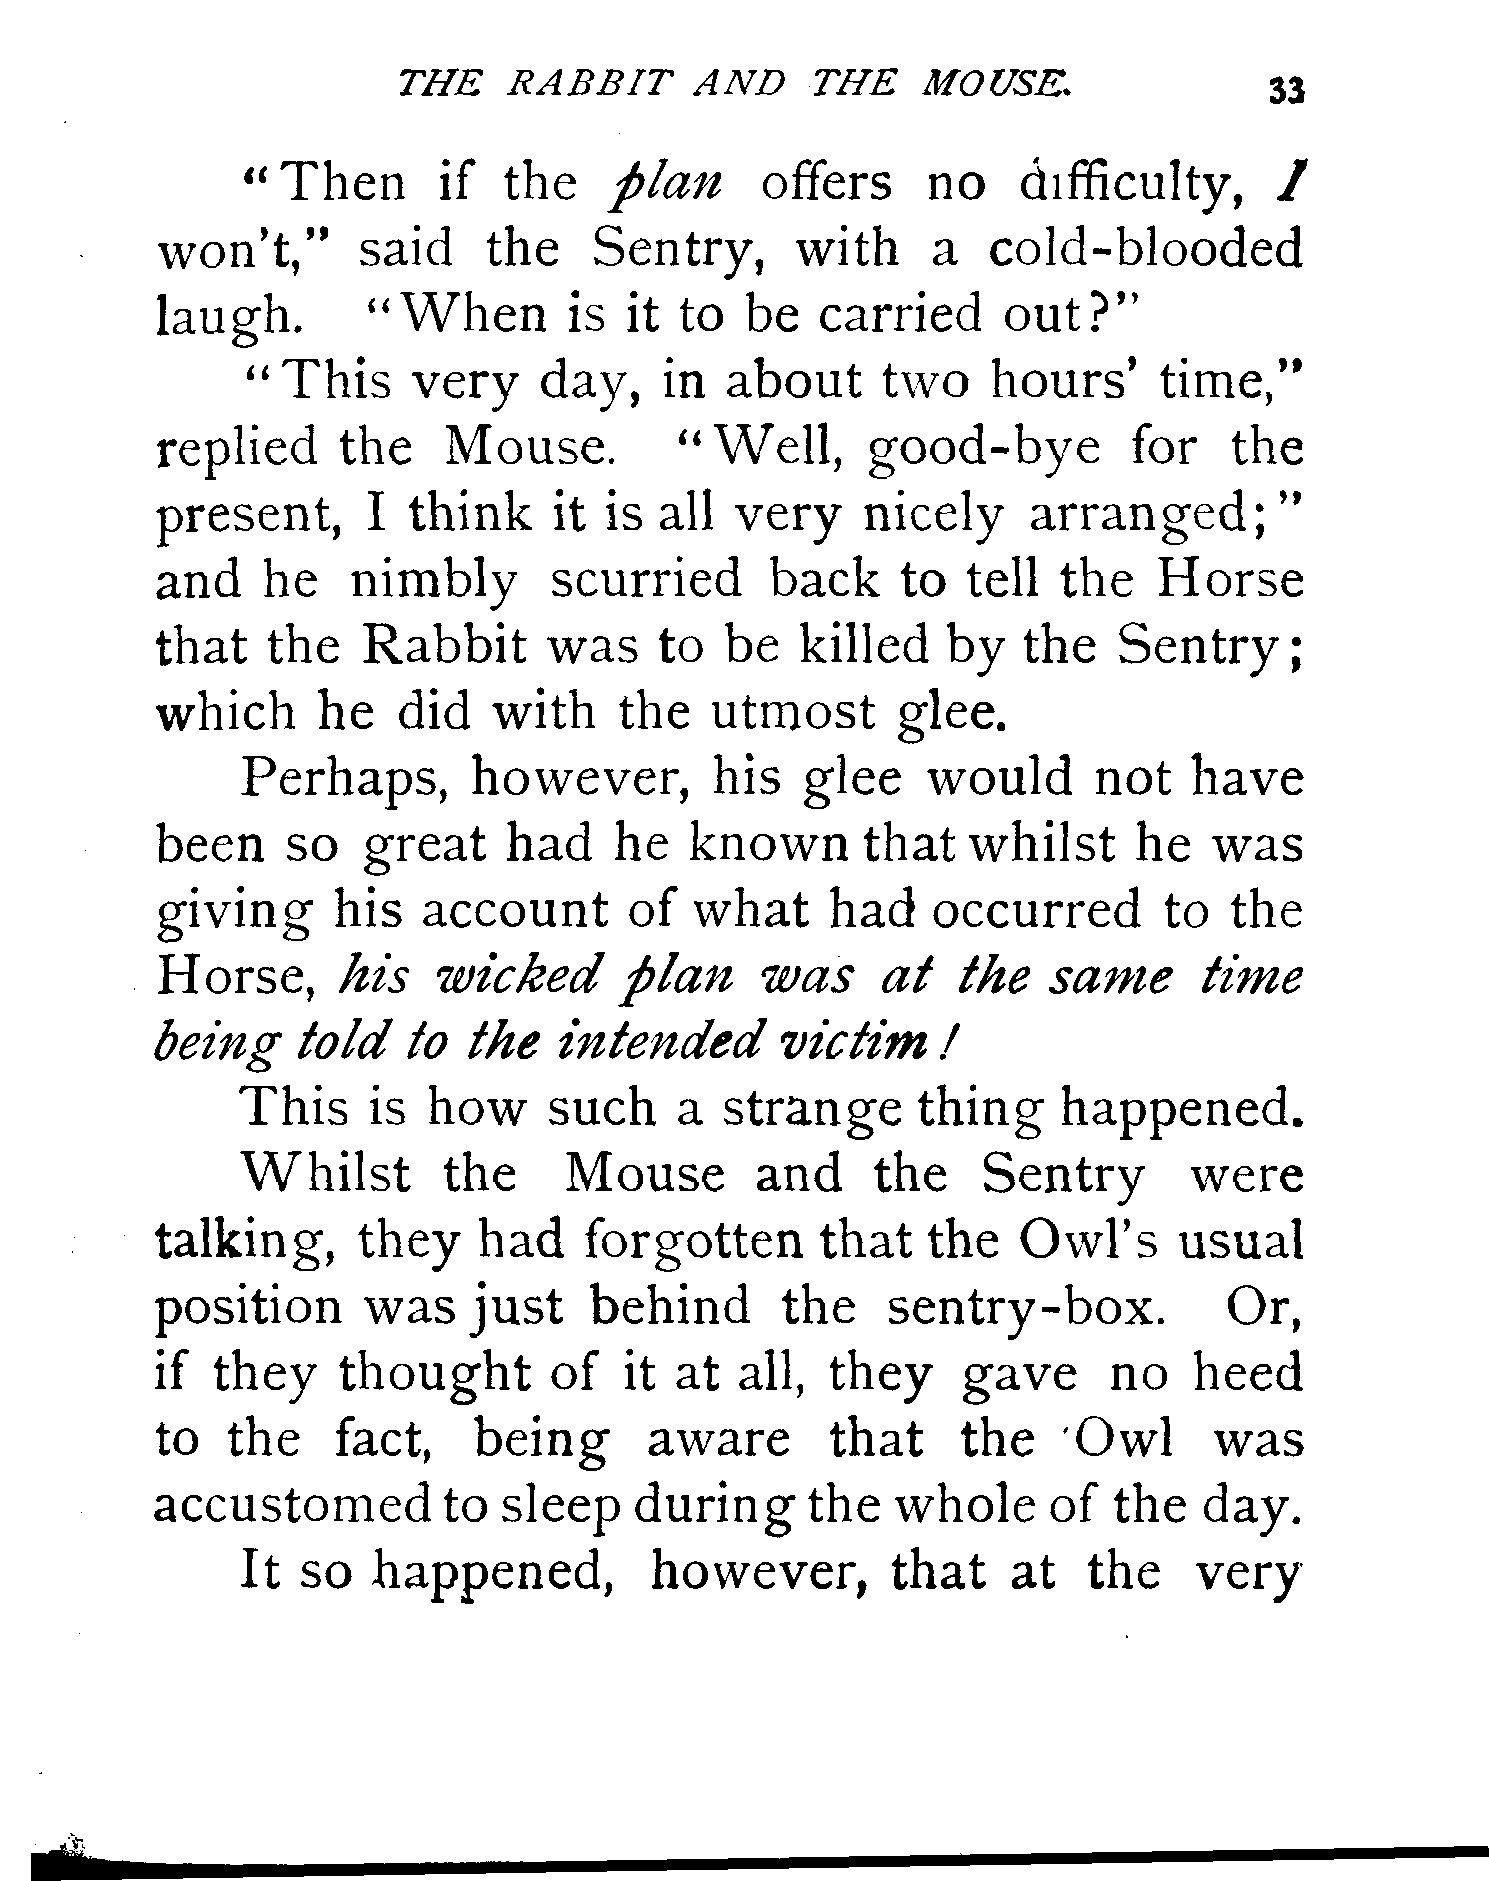 THE RABBIT AND THE MOUSE. 33
"Then if the plan offers no difficulty, I
won't," said the Sentry, with a cold-blooded
laugh. "When is it to be carried out?"
"This very day, in about two hours' time,"
replied the Mouse. "Well, good-bye for the
present, I think it is all very nicely arranged;"
and he nimbly scurried back to tell the Horse
that the Rabbit was to be killed by the Sentry;
which he did with the utmost glee.
Perhaps, however, his glee would not have
been so great had he known that whilst he was
giving his account of what had occurred to the
Horse, his wicked plan was at the same time
being told to the intended victim!
This is how such a strange thing happened.
Whilst the Mouse and the Sentry were
talking, they had forgotten that the Owl's usual
position was just behind the sentry-box. Or,
if they thought of it at all, they gave no heed
to the fact, being aware that the Owl was
accustomed to sleep during the whole of the day.
It so happened, however, that at the very